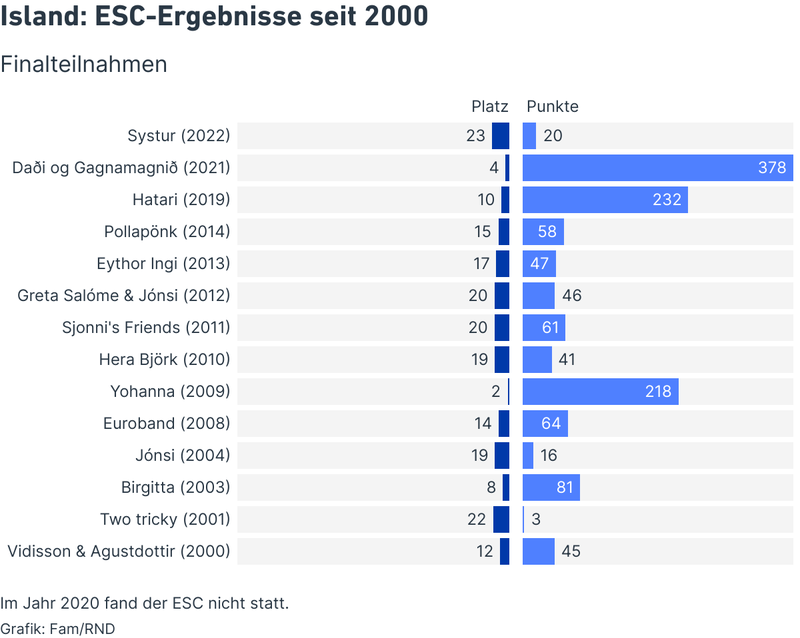 Island: ESC-Ergebnisse seit 2000
Finalteilnahmen
Platz Punkte
Systur (2022) 23 20
Daði og Gagnamagnið (2021) 4 378
Hatari (2019) 10 232
Pollapönk (2014) 15 58
Eythor Ingi (2013) 17 47
Greta Salóme & Jónsi (2012) 20 46
Sjonni's Friends (2011) 20 61
Hera Björk (2010) 19 41
Yohanna (2009) 2 218
Euroband (2008) 14 64
Jónsi (2004) 19 16
Birgitta (2003) 8 81
Two tricky (2001) 22 3
Vidisson & Agustdottir (2000) 12 45
Im Jahr 2020 fand der ESC nicht statt.
Grafik: Fam/RND